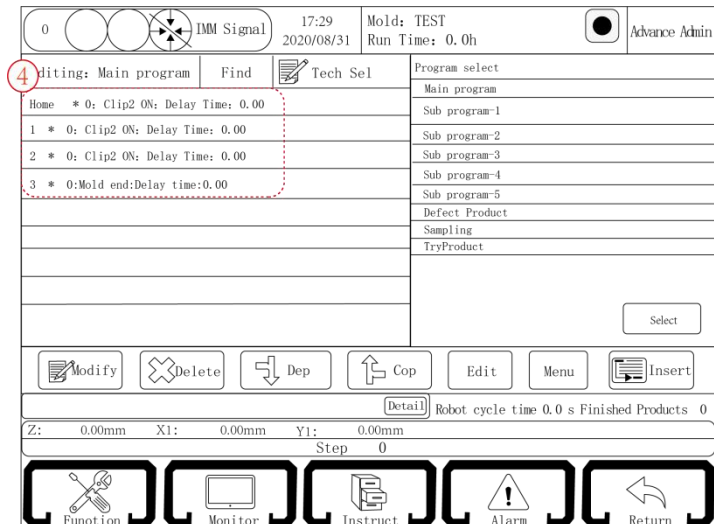 0 IMM Signal 17:29 2020/08/31 Mold: TEST Run Time: 0.0h Advance Admin
4 diting: Main program Find Tech Sel
Home * 0: Clip2 ON: Delay Time: 0.00
1 * 0: Clip2 ON: Delay Time: 0.00
2 * 0: Clip2 ON: Delay Time: 0.00
3 * 0:Mold end:Delay time:0.00
Program select
Main program
Sub program-1
Sub program-2
Sub program-3
Sub program-4
Sub program-5
Defect Product
Sampling
TryProduct
Select
Modify Delete Dep Cop Edit Menu Insert
Detail Robot cycle time 0.0 s Finished Products 0
Z: 0.00mm X1: 0.00mm Y1: 0.00mm
Step 0
Funotion Monitor Instruct Alarm Return